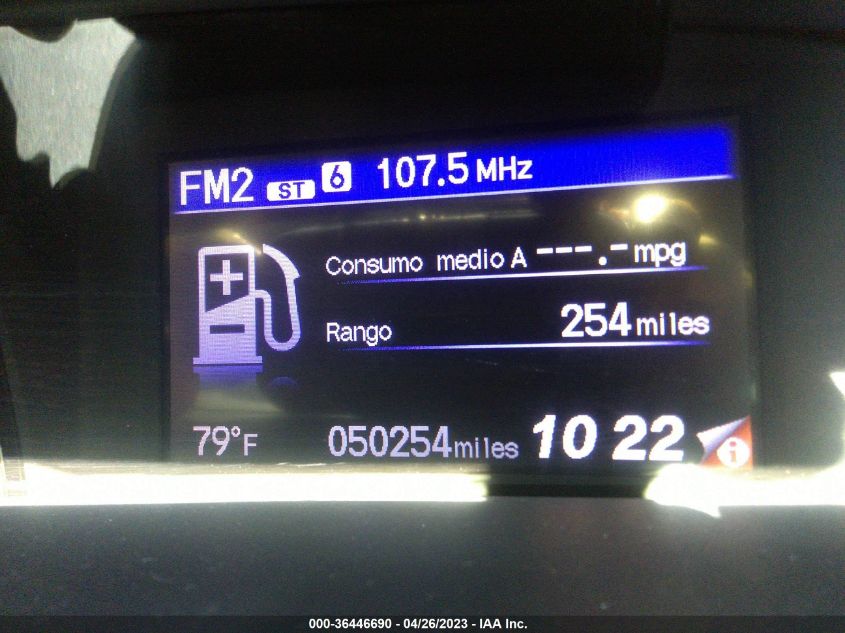 FM2 ST 6 107.5 MHz
Consumo medio A ---.- mpg
Rango 254 miles
79°F 050254 miles 10 22 i
000-36446690 - 04/26/2023 - IAA Inc.